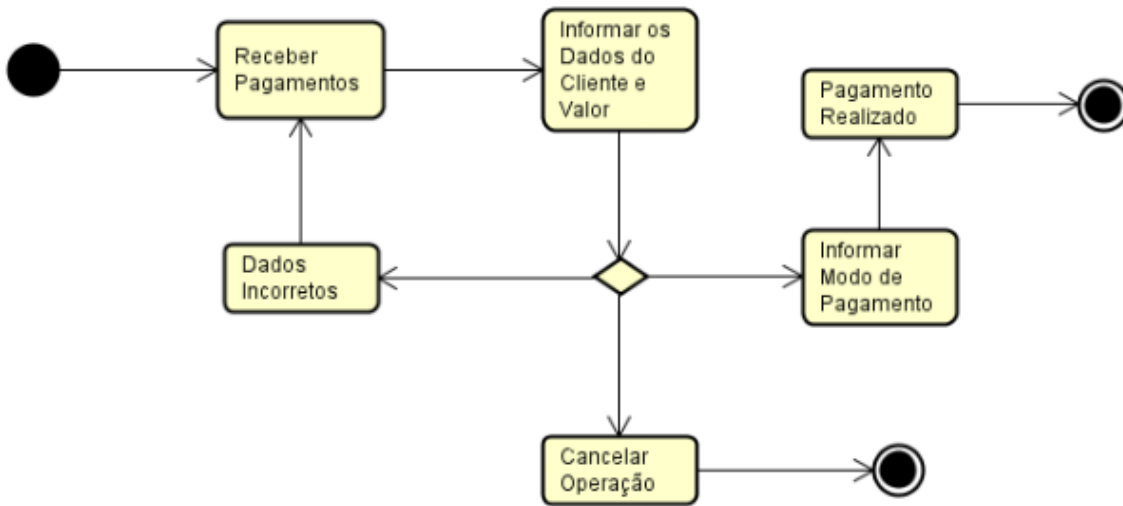 Receber
Pagamentos
Informar os
Dados do
Cliente e
Valor
Pagamento
Realizado
Dados
Incorretos
Informar
Modo de
Pagamento
Cancelar
Operação